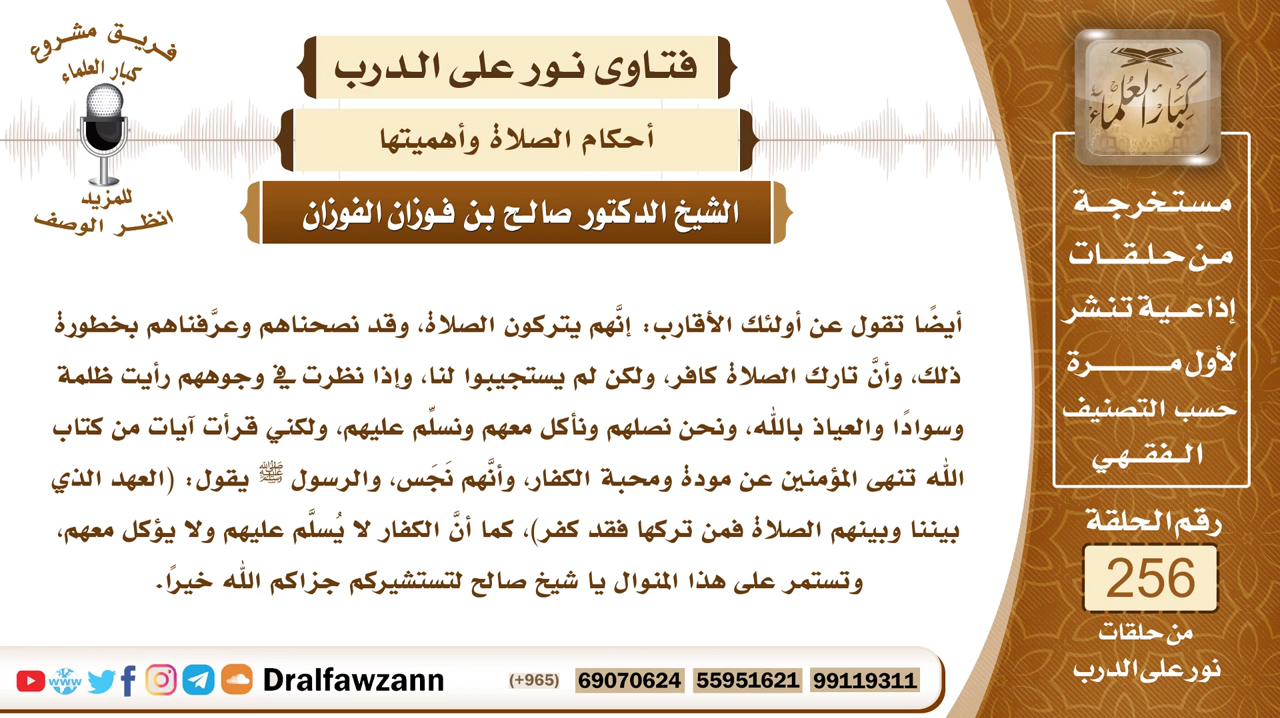 فريق مشروع
كبار العلماء
للمزيد
انظر الوصف
فتاوى نور على الدرب
أحكام الصلاة وأهميتها
الشيخ الدكتور صالح بن فوزان الفوزان
أيضًا تقول عن أولئك الأقارب: إنَّهم يتركون الصلاة، وقد نصحناهم وعرَّفناهم بخطورة
ذلك، وأنَّ تارك الصلاة كافر، ولكن لم يستجيبوا لنا، وإذا نظرت في وجوههم رأيت ظلمة
وسوادًا والعياذ بالله، ونحن نصلهم ونأكل معهم ونسلِّم عليهم، ولكني قرأت آيات من كتاب
الله تنهى المؤمنين عن مودة ومحبة الكفار، وأنَّهم نَجَس، والرسول ﷺ يقول: (العهد الذي
بيننا وبينهم الصلاة فمن تركها فقد كفر)، كما أنَّ الكفار لا يُسلَّم عليهم ولا يؤكل معهم،
وتستمر على هذا المنوال يا شيخ صالح لتستشيركم جزاكم الله خيرًا.
كبار العلماء
مستخرجة
من حلقات
إذاعية تنشر
لأول مرة
حسب التصنيف
الفقهي
رقم الحلقة
256
من حلقات
نور على الدرب
www Dralfawzann (+965) 69070624 55951621 99119311